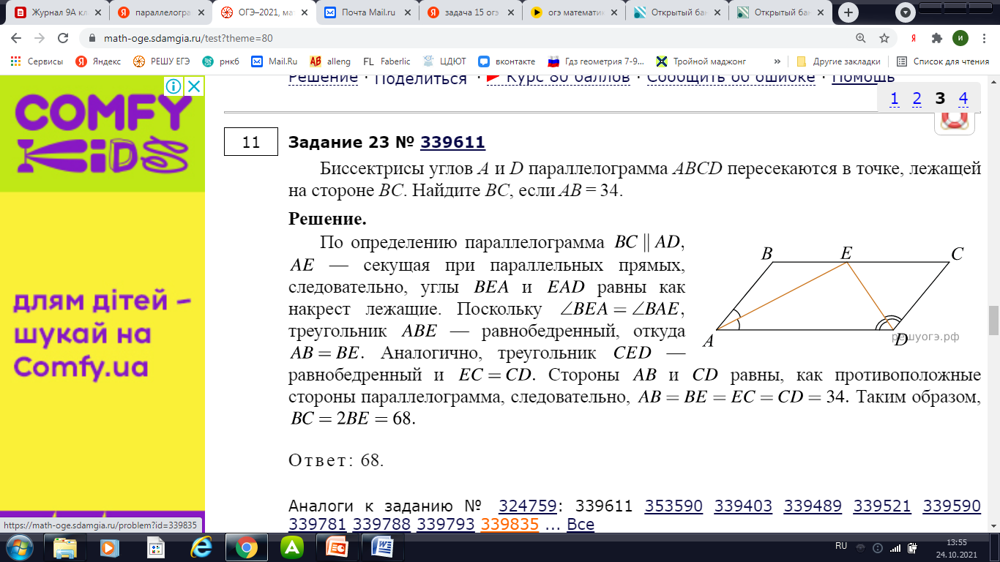 Журнал 9А кл
параллелогра
ОГЭ–2021, ма
Почта Mail.ru
задача 15 огэ
огэ математи
Открытый бан
Открытый бан
math-oge.sdamgia.ru/test?theme=80
Я
и
Сервисы
Яндекс
РЕШУ ЕГЭ
рнкб
Mail.Ru
АВ alleng
FL Faberlic
ЦДЮТ
вконтакте
Гдз геометрия 7-9...
Тройной маджонг
»
Другие закладки
Список для чтения
Решение · Поделиться · Курс 80 баллов · Сообщить об ошибке · Помощь
1 2 3 4
COMFY
KiDS
длям дітей –
шукай на
Comfy.ua
11
Задание 23 № 339611
Биссектрисы углов A и D параллелограмма ABCD пересекаются в точке, лежащей
на стороне BC. Найдите BC, если AB = 34.
Решение.
По определению параллелограмма BC ∥ AD,
AE — секущая при параллельных прямых,
следовательно, углы BEA и EAD равны как
накрест лежащие. Поскольку ∠BEA = ∠BAE,
треугольник ABE — равнобедренный, откуда
AB = BE. Аналогично, треугольник CED —
равнобедренный и EC = CD. Стороны AB и CD равны, как противоположные
стороны параллелограмма, следовательно, AB = BE = EC = CD = 34. Таким образом,
BC = 2BE = 68.
B
E
C
A
D
решуогэ.рф
Ответ: 68.
Аналоги к заданию № 324759: 339611 353590 339403 339489 339521 339590
339781 339788 339793 339835 ... Все
https://math-oge.sdamgia.ru/problem?id=339835
RU
13:55
24.10.2021